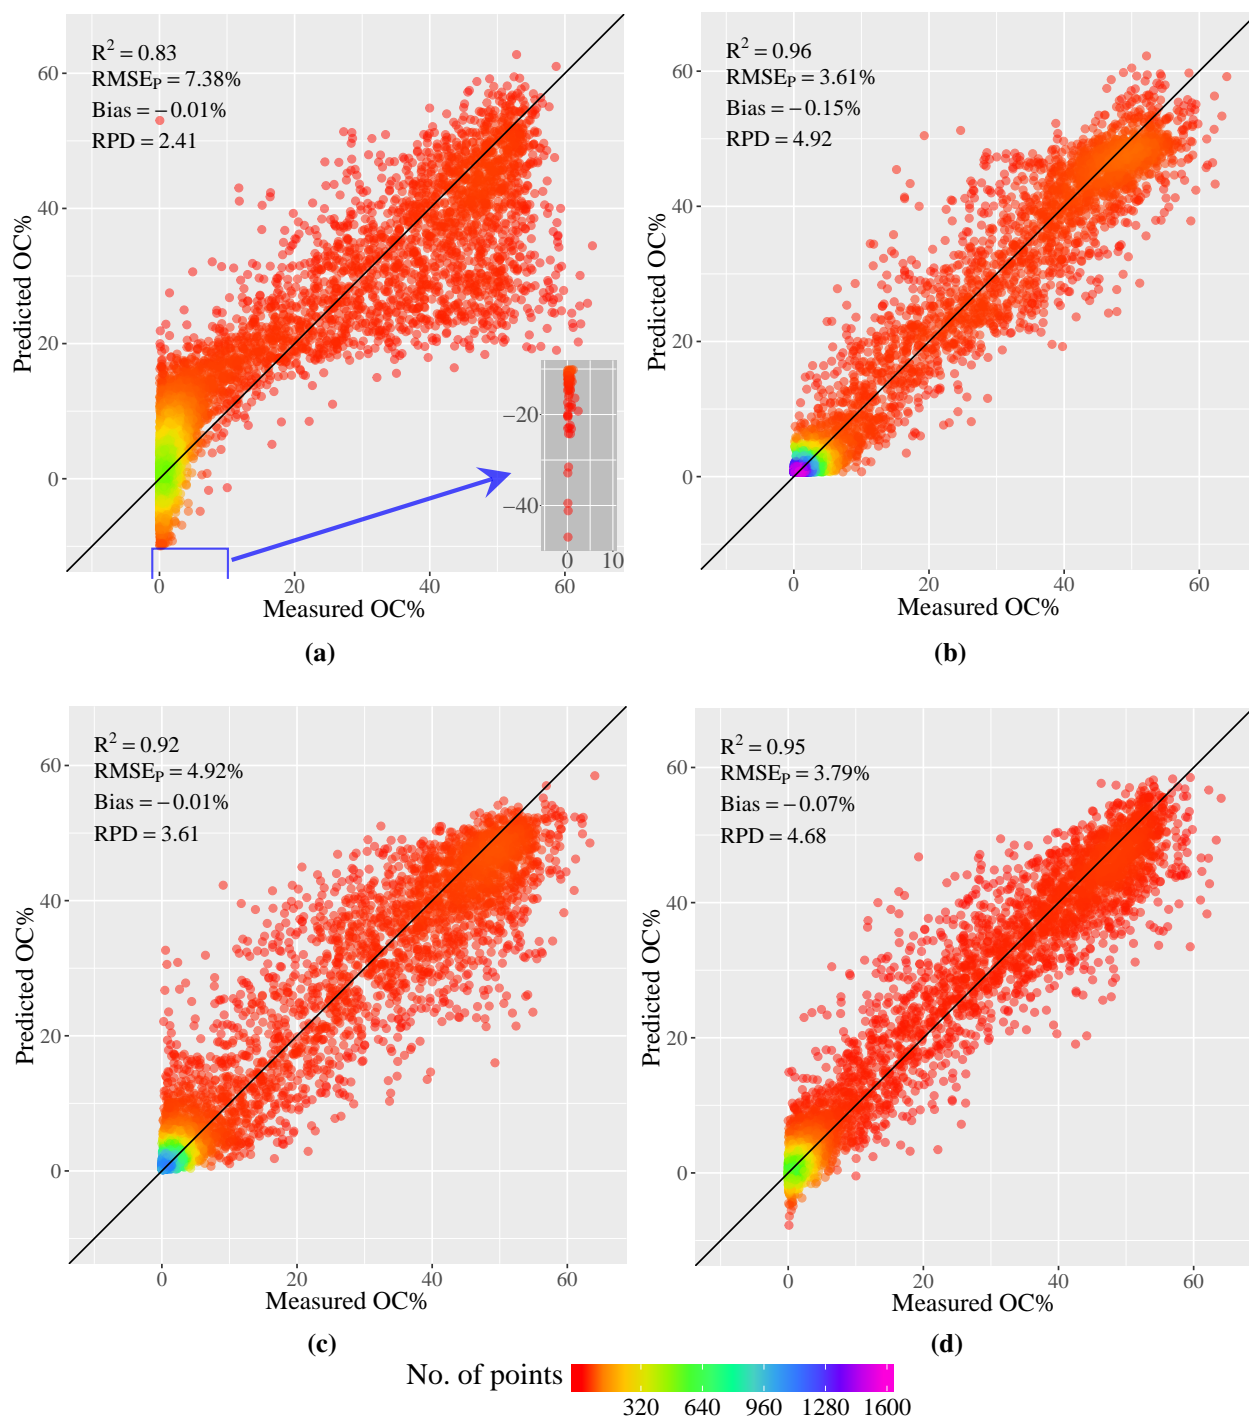 R² = 0.83
RMSEP = 7.38%
Bias = −0.01%
RPD = 2.41
60
40
20
0
Predicted OC%
−20
−40
0 10
0 20 40 60
Measured OC%
(a)
R² = 0.96
RMSEP = 3.61%
Bias = −0.15%
RPD = 4.92
60
40
20
0
Predicted OC%
0 20 40 60
Measured OC%
(b)
R² = 0.92
RMSEP = 4.92%
Bias = −0.01%
RPD = 3.61
60
40
20
0
Predicted OC%
0 20 40 60
Measured OC%
(c)
R² = 0.95
RMSEP = 3.79%
Bias = −0.07%
RPD = 4.68
60
40
20
0
Predicted OC%
0 20 40 60
Measured OC%
(d)
No. of points
320 640 960 1280 1600